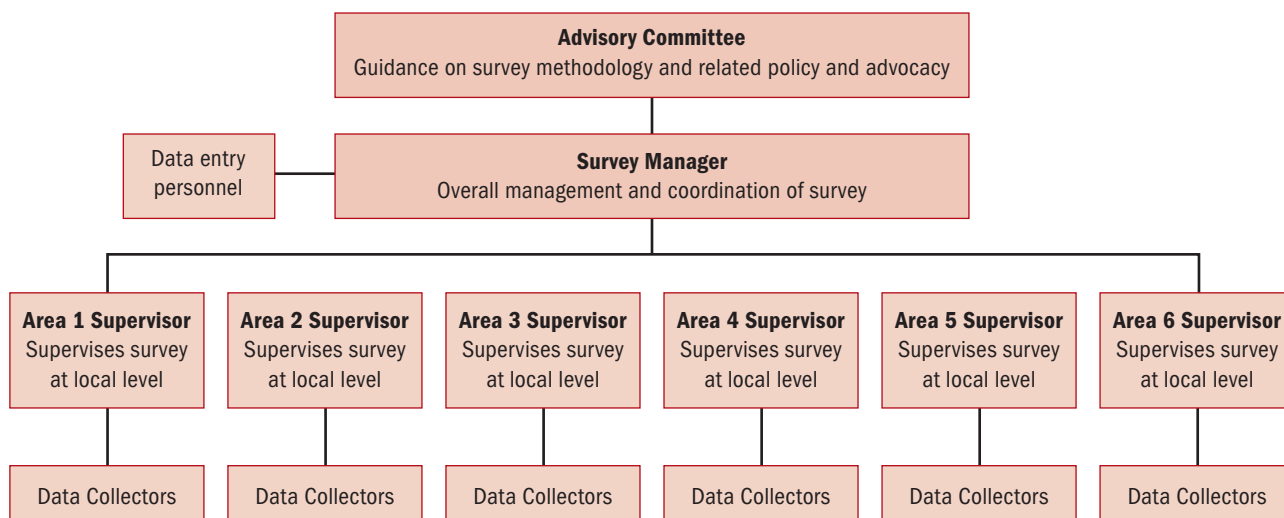 Advisory Committee
Guidance on survey methodology and related policy and advocacy
Data entry
personnel
Survey Manager
Overall management and coordination of survey
Area 1 Supervisor
Supervises survey
at local level
Area 2 Supervisor
Supervises survey
at local level
Area 3 Supervisor
Supervises survey
at local level
Area 4 Supervisor
Supervises survey
at local level
Area 5 Supervisor
Supervises survey
at local level
Area 6 Supervisor
Supervises survey
at local level
Data Collectors
Data Collectors
Data Collectors
Data Collectors
Data Collectors
Data Collectors